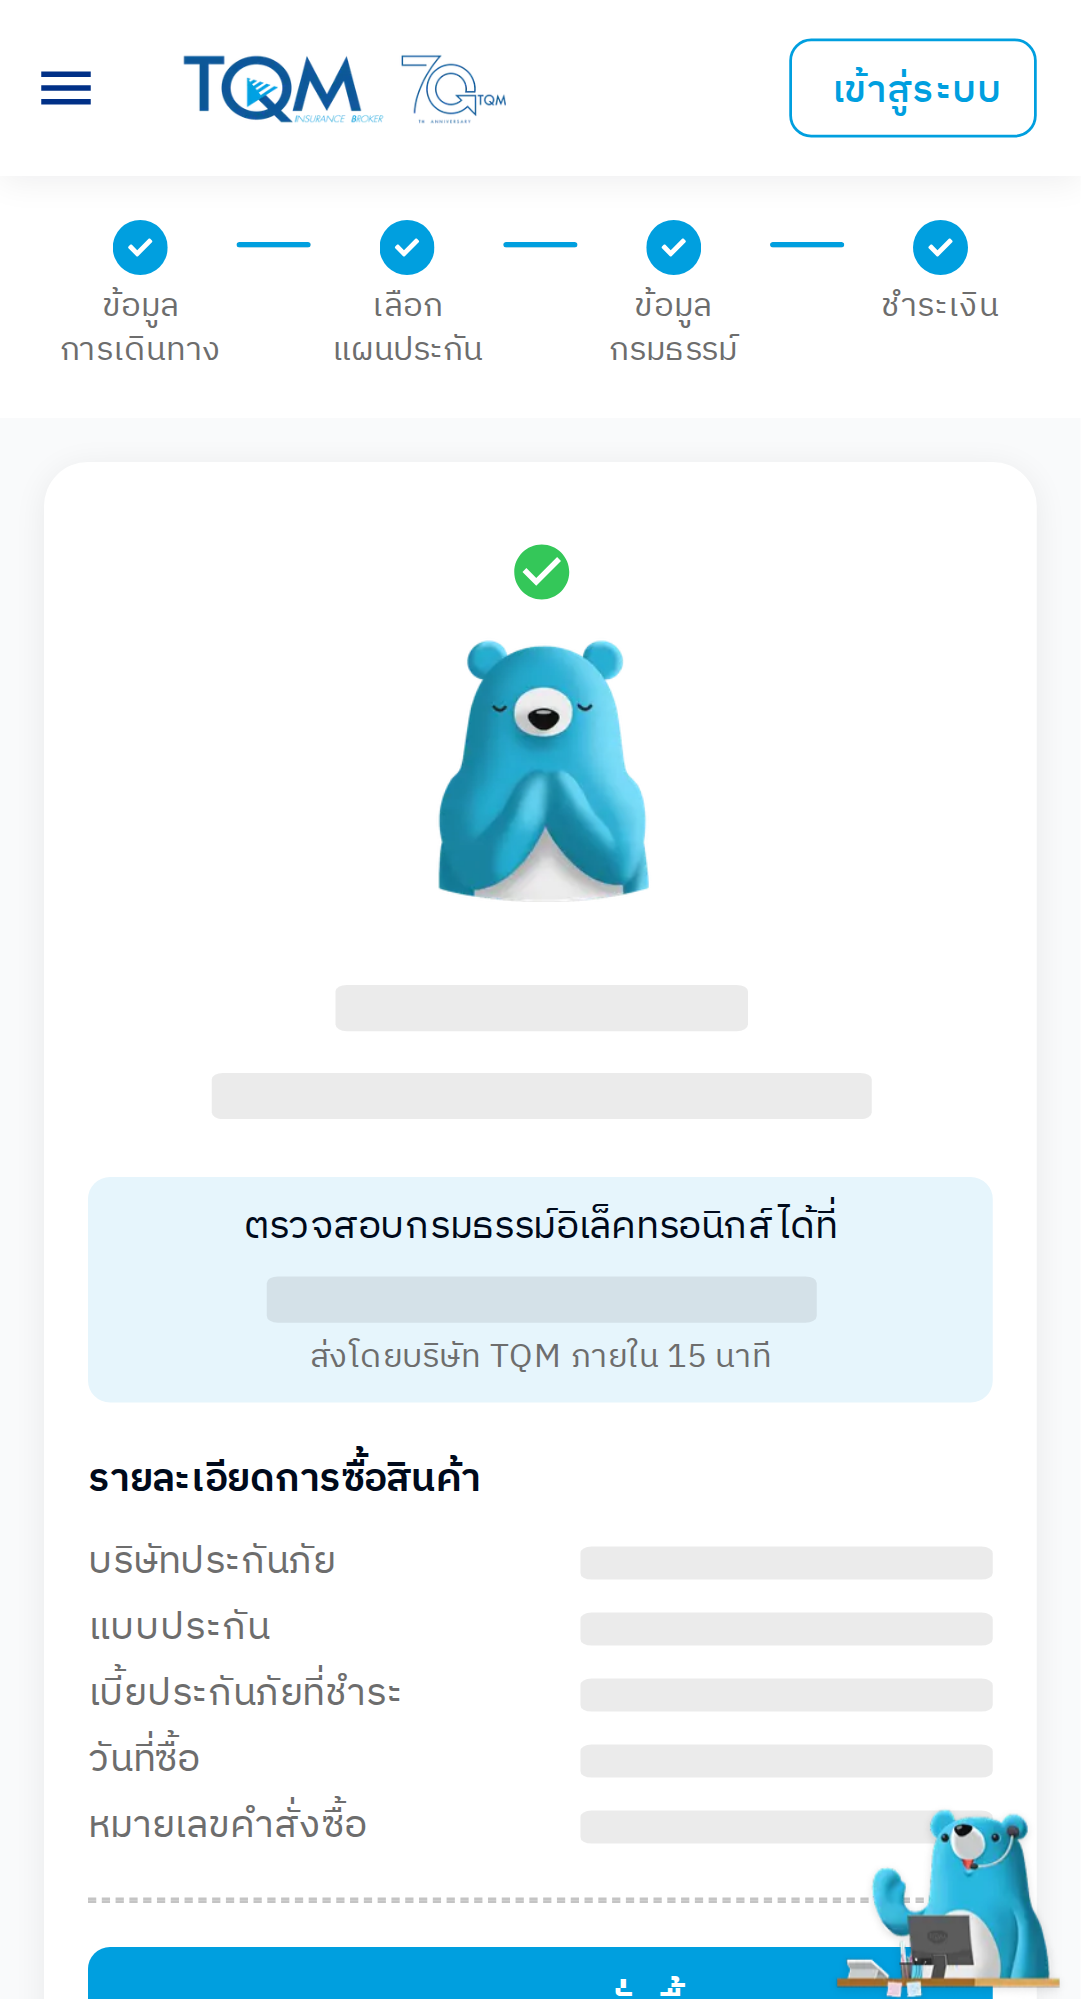 TQM
INSURANCE BROKER
70 TQM
TH ANNIVERSARY
เข้าสู่ระบบ
ข้อมูล
การเดินทาง
เลือก
แผนประกัน
ข้อมูล
กรมธรรม์
ชำระเงิน
ตรวจสอบกรมธรรม์อิเล็คทรอนิกส์ ได้ที่
ส่งโดยบริษัท TQM ภายใน 15 นาที
รายละเอียดการซื้อสินค้า
บริษัทประกันภัย
แบบประกัน
เบี้ยประกันภัยที่ชำระ
วันที่ซื้อ
หมายเลขคำสั่งซื้อ